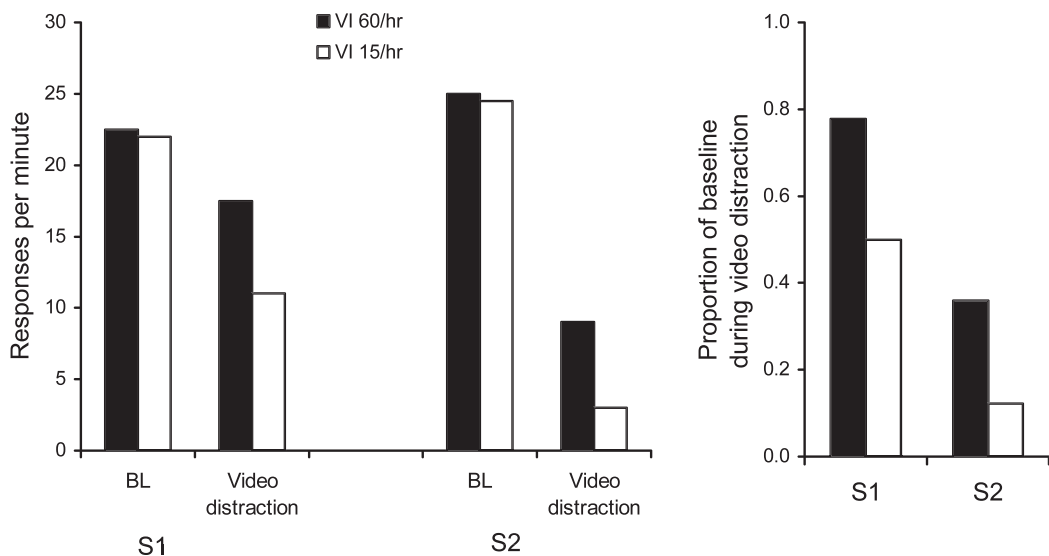 Responses per minute
30
25
20
15
10
5
0
VI 60/hr
VI 15/hr
BL
Video
distraction
BL
Video
distraction
S1
S2
Proportion of baseline
during video distraction
1.0
0.8
0.6
0.4
0.2
0.0
S1
S2